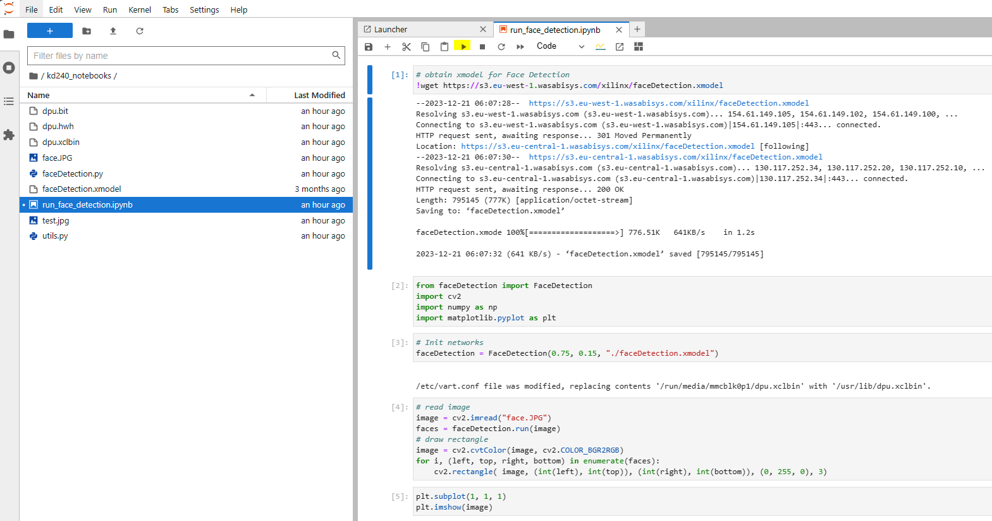 File Edit View Run Kernel Tabs Settings Help
Filter files by name
/ kd240_notebooks /
Name Last Modified
dpu.bit an hour ago
dpu.hwh an hour ago
dpu.xclbin an hour ago
face.JPG an hour ago
faceDetection.py an hour ago
faceDetection.xmodel 3 months ago
run_face_detection.ipynb an hour ago
test.jpg an hour ago
utils.py an hour ago
Launcher
run_face_detection.ipynb
Code
[1]: # obtain xmodel for Face Detection
!wget https://s3.eu-west-1.wasabisys.com/xilinx/faceDetection.xmodel
--2023-12-21 06:07:28-- https://s3.eu-west-1.wasabisys.com/xilinx/faceDetection.xmodel
Resolving s3.eu-west-1.wasabisys.com (s3.eu-west-1.wasabisys.com)... 154.61.149.105, 154.61.149.102, 154.61.149.100, ...
Connecting to s3.eu-west-1.wasabisys.com (s3.eu-west-1.wasabisys.com)|154.61.149.105|:443... connected.
HTTP request sent, awaiting response... 301 Moved Permanently
Location: https://s3.eu-central-1.wasabisys.com/xilinx/faceDetection.xmodel [following]
--2023-12-21 06:07:30-- https://s3.eu-central-1.wasabisys.com/xilinx/faceDetection.xmodel
Resolving s3.eu-central-1.wasabisys.com (s3.eu-central-1.wasabisys.com)... 130.117.252.34, 130.117.252.20, 130.117.252.10, ...
Connecting to s3.eu-central-1.wasabisys.com (s3.eu-central-1.wasabisys.com)|130.117.252.34|:443... connected.
HTTP request sent, awaiting response... 200 OK
Length: 795145 (777K) [application/octet-stream]
Saving to: ‘faceDetection.xmodel’
faceDetection.xmode 100%[===================>] 776.51K 641KB/s in 1.2s
2023-12-21 06:07:32 (641 KB/s) - ‘faceDetection.xmodel’ saved [795145/795145]
[2]: from faceDetection import FaceDetection
import cv2
import numpy as np
import matplotlib.pyplot as plt
[3]: # Init networks
faceDetection = FaceDetection(0.75, 0.15, "./faceDetection.xmodel")
/etc/vart.conf file was modified, replacing contents '/run/media/mmcblk0p1/dpu.xclbin' with '/usr/lib/dpu.xclbin'.
[4]: # read image
image = cv2.imread("face.JPG")
faces = faceDetection.run(image)
# draw rectangle
image = cv2.cvtColor(image, cv2.COLOR_BGR2RGB)
for i, (left, top, right, bottom) in enumerate(faces):
cv2.rectangle( image, (int(left), int(top)), (int(right), int(bottom)), (0, 255, 0), 3)
[5]: plt.subplot(1, 1, 1)
plt.imshow(image)